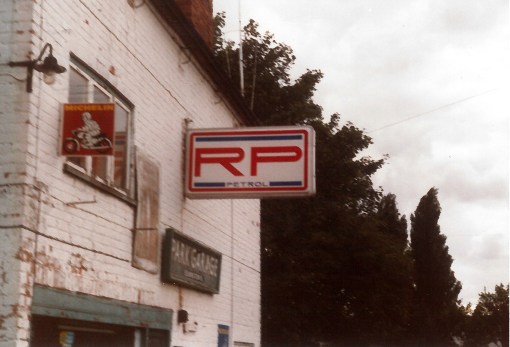 MICHELIN
RP
PETROL
PARK GARAGE